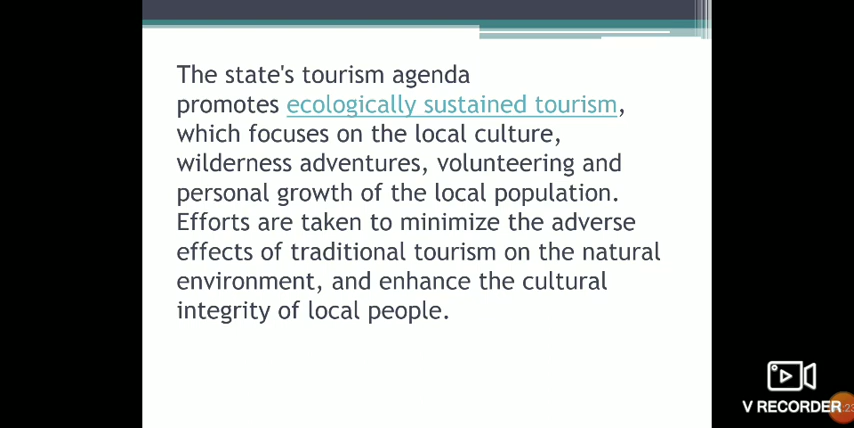 The state's tourism agenda
promotes ecologically sustained tourism,
which focuses on the local culture,
wilderness adventures, volunteering and
personal growth of the local population.
Efforts are taken to minimize the adverse
effects of traditional tourism on the natural
environment, and enhance the cultural
integrity of local people.
V RECORDER